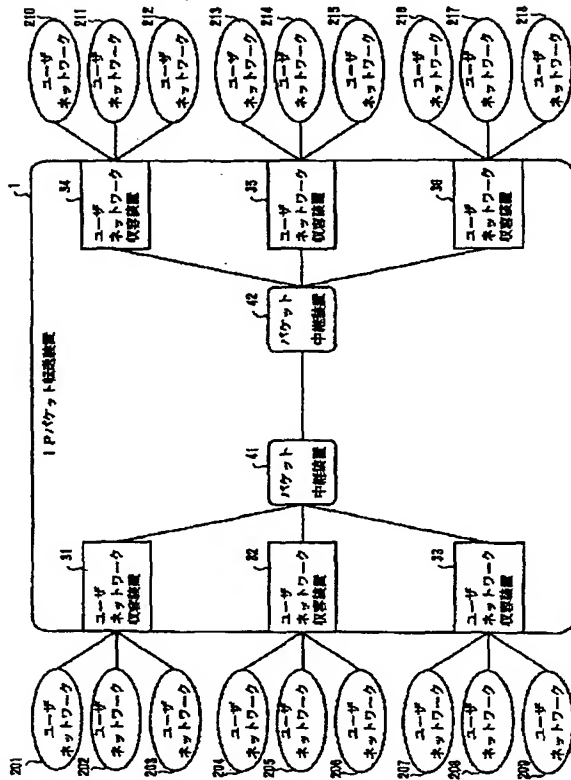 1
IPパケット転送装置
201
ユーザ
ネットワーク
202
ユーザ
ネットワーク
203
ユーザ
ネットワーク
204
ユーザ
ネットワーク
205
ユーザ
ネットワーク
206
ユーザ
ネットワーク
207
ユーザ
ネットワーク
208
ユーザ
ネットワーク
209
ユーザ
ネットワーク
31
ユーザ
ネットワーク
収容装置
32
ユーザ
ネットワーク
収容装置
33
ユーザ
ネットワーク
収容装置
41
パケット
中継装置
42
パケット
中継装置
34
ユーザ
ネットワーク
収容装置
35
ユーザ
ネットワーク
収容装置
36
ユーザ
ネットワーク
収容装置
210
ユーザ
ネットワーク
211
ユーザ
ネットワーク
212
ユーザ
ネットワーク
213
ユーザ
ネットワーク
214
ユーザ
ネットワーク
215
ユーザ
ネットワーク
216
ユーザ
ネットワーク
217
ユーザ
ネットワーク
218
ユーザ
ネットワーク